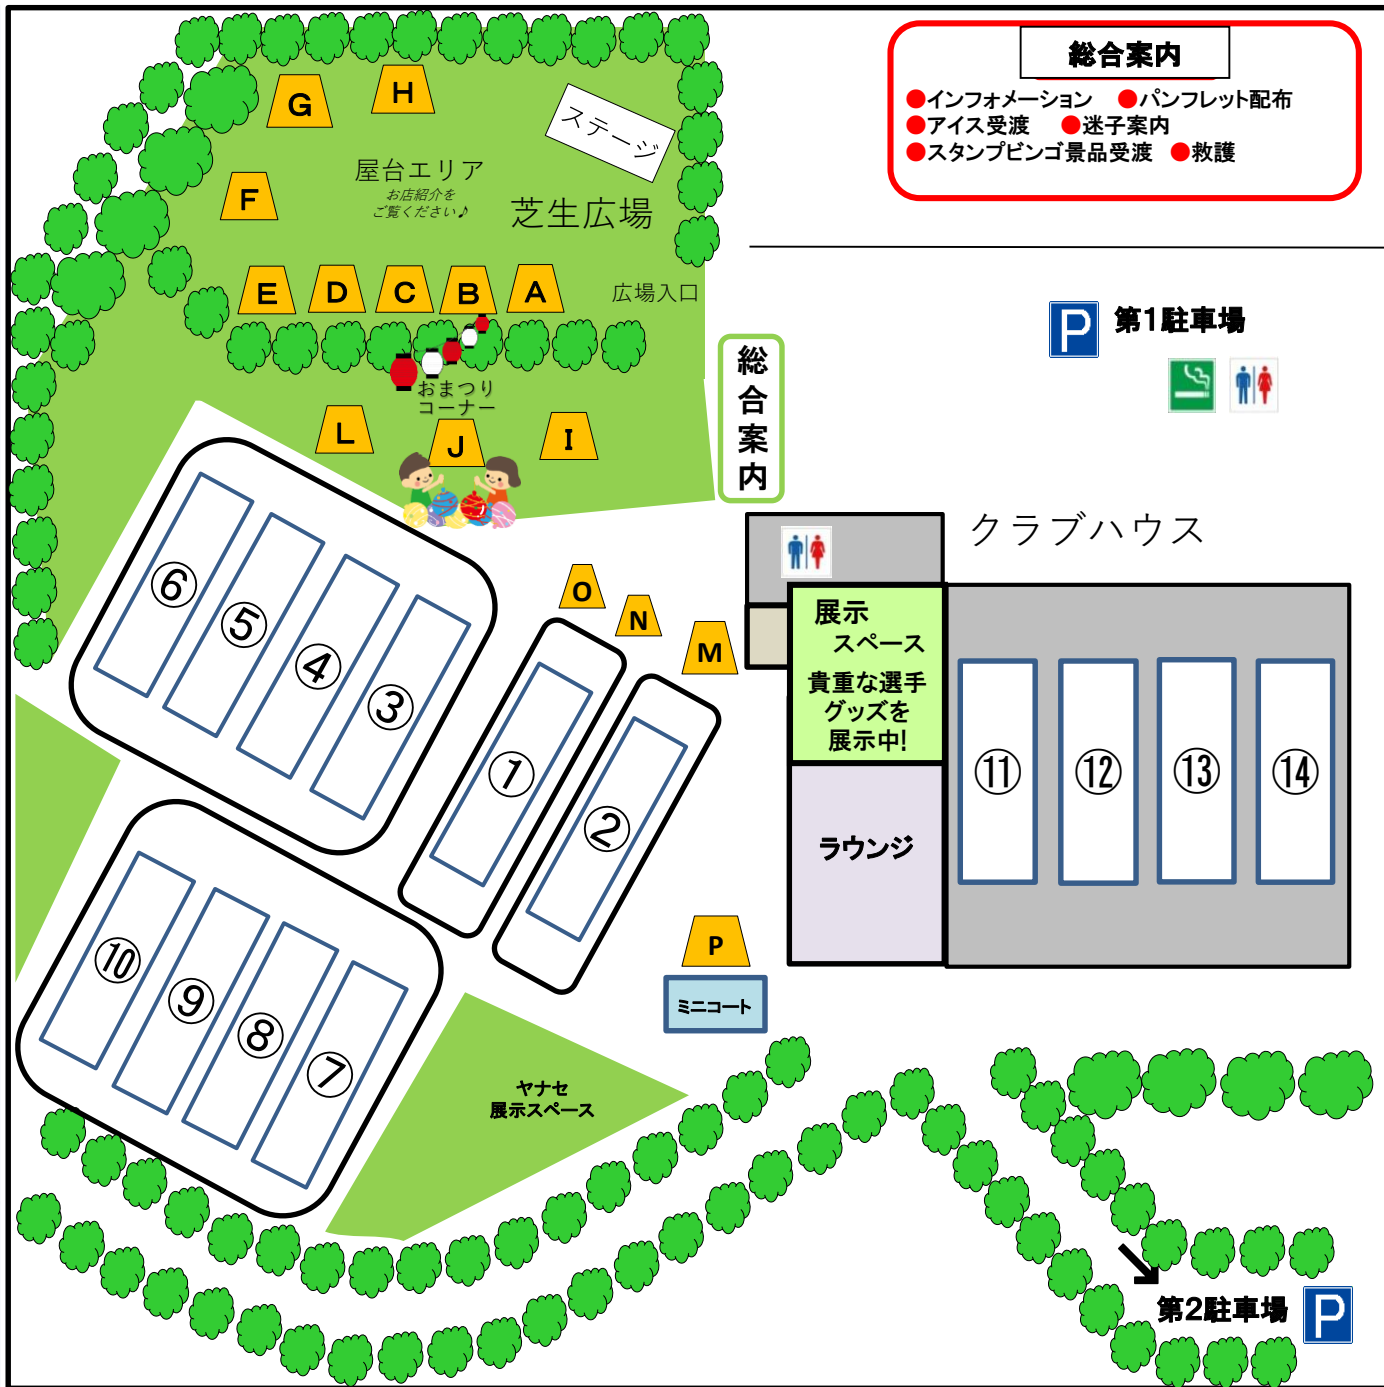 総合案内
●インフォメーション ●パンフレット配布
●アイス受渡 ●迷子案内
●スタンプビンゴ景品受渡 ●救護
G
H
ステージ
屋台エリア
お店紹介を
ご覧ください♪
F
芝生広場
E
D
C
B
A
広場入口
P
第1駐車場
総合案内
おまつり
コーナー
L
J
I
クラブハウス
O
N
M
展示
スペース
貴重な選手
グッズを
展示中!
⑥
⑤
④
③
①
②
⑪
⑫
⑬
⑭
ラウンジ
P
ミニコート
⑩
⑨
⑧
⑦
ヤナセ
展示スペース
第2駐車場
P